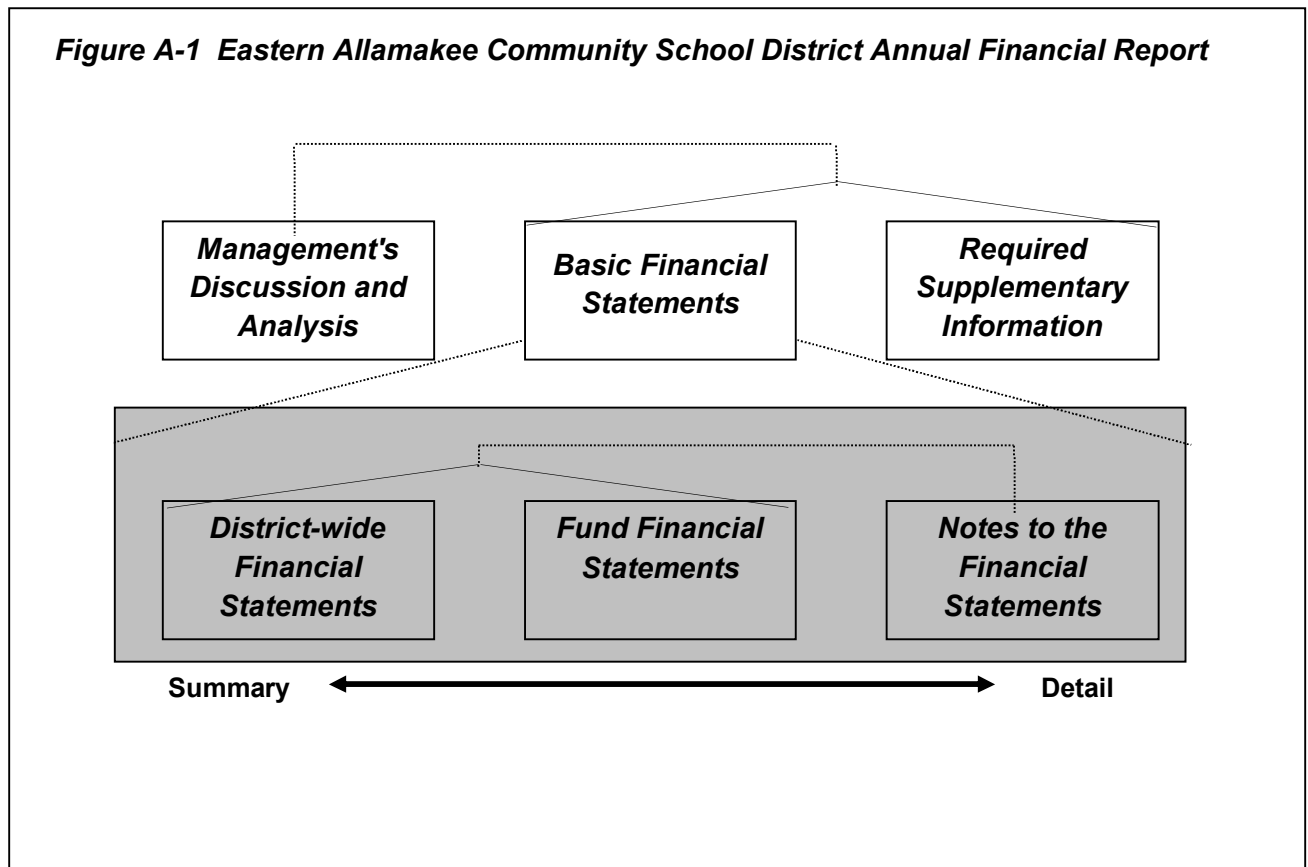 Figure A-1 Eastern Allamakee Community School District Annual Financial Report
Management's
Discussion and
Analysis
Basic Financial
Statements
Required
Supplementary
Information
District-wide
Financial
Statements
Fund Financial
Statements
Notes to the
Financial
Statements
Summary
Detail